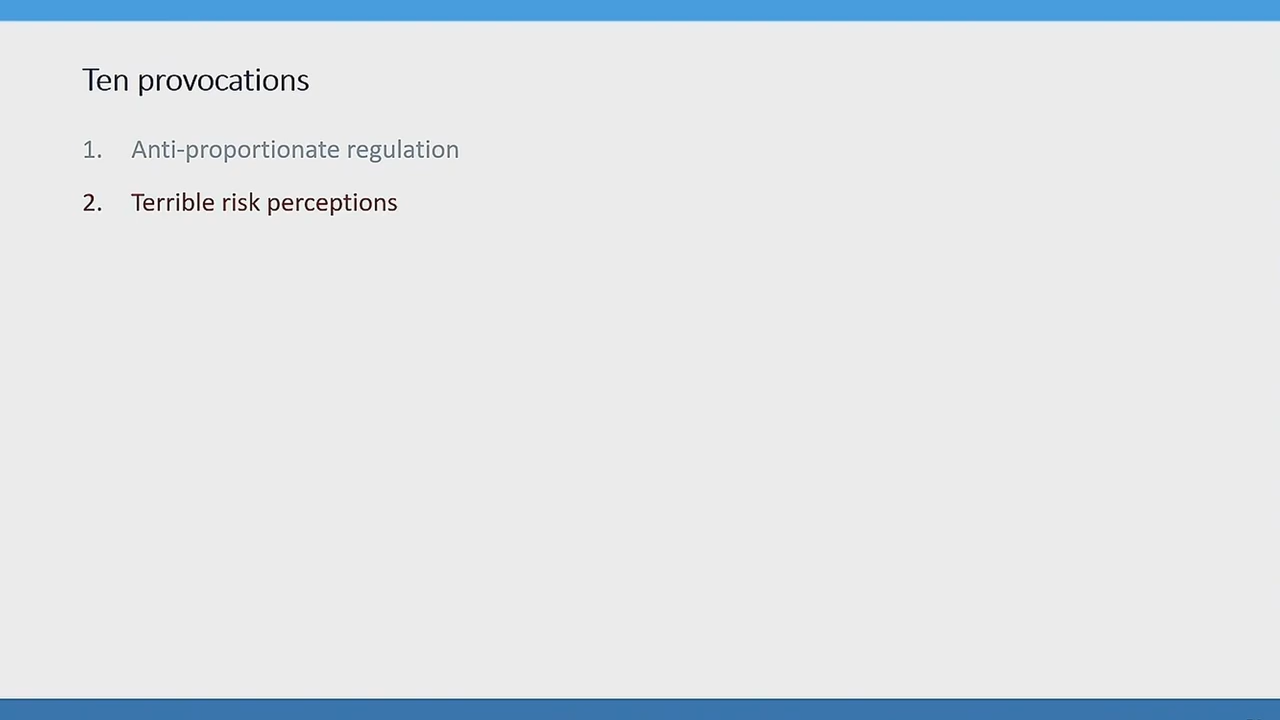 Ten provocations
1. Anti-proportionate regulation
2. Terrible risk perceptions